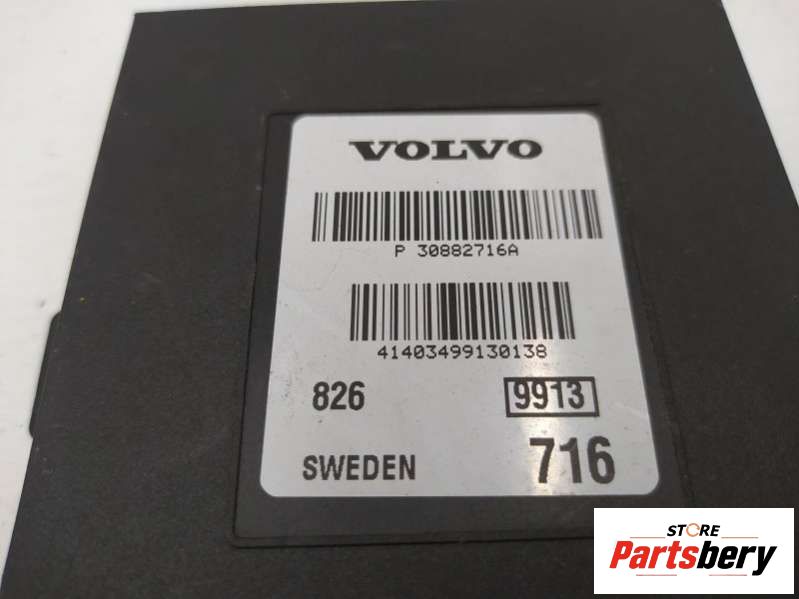 VOLVO
P 30882716A
41403499130138
826 9913
SWEDEN 716
STORE
Partsbery